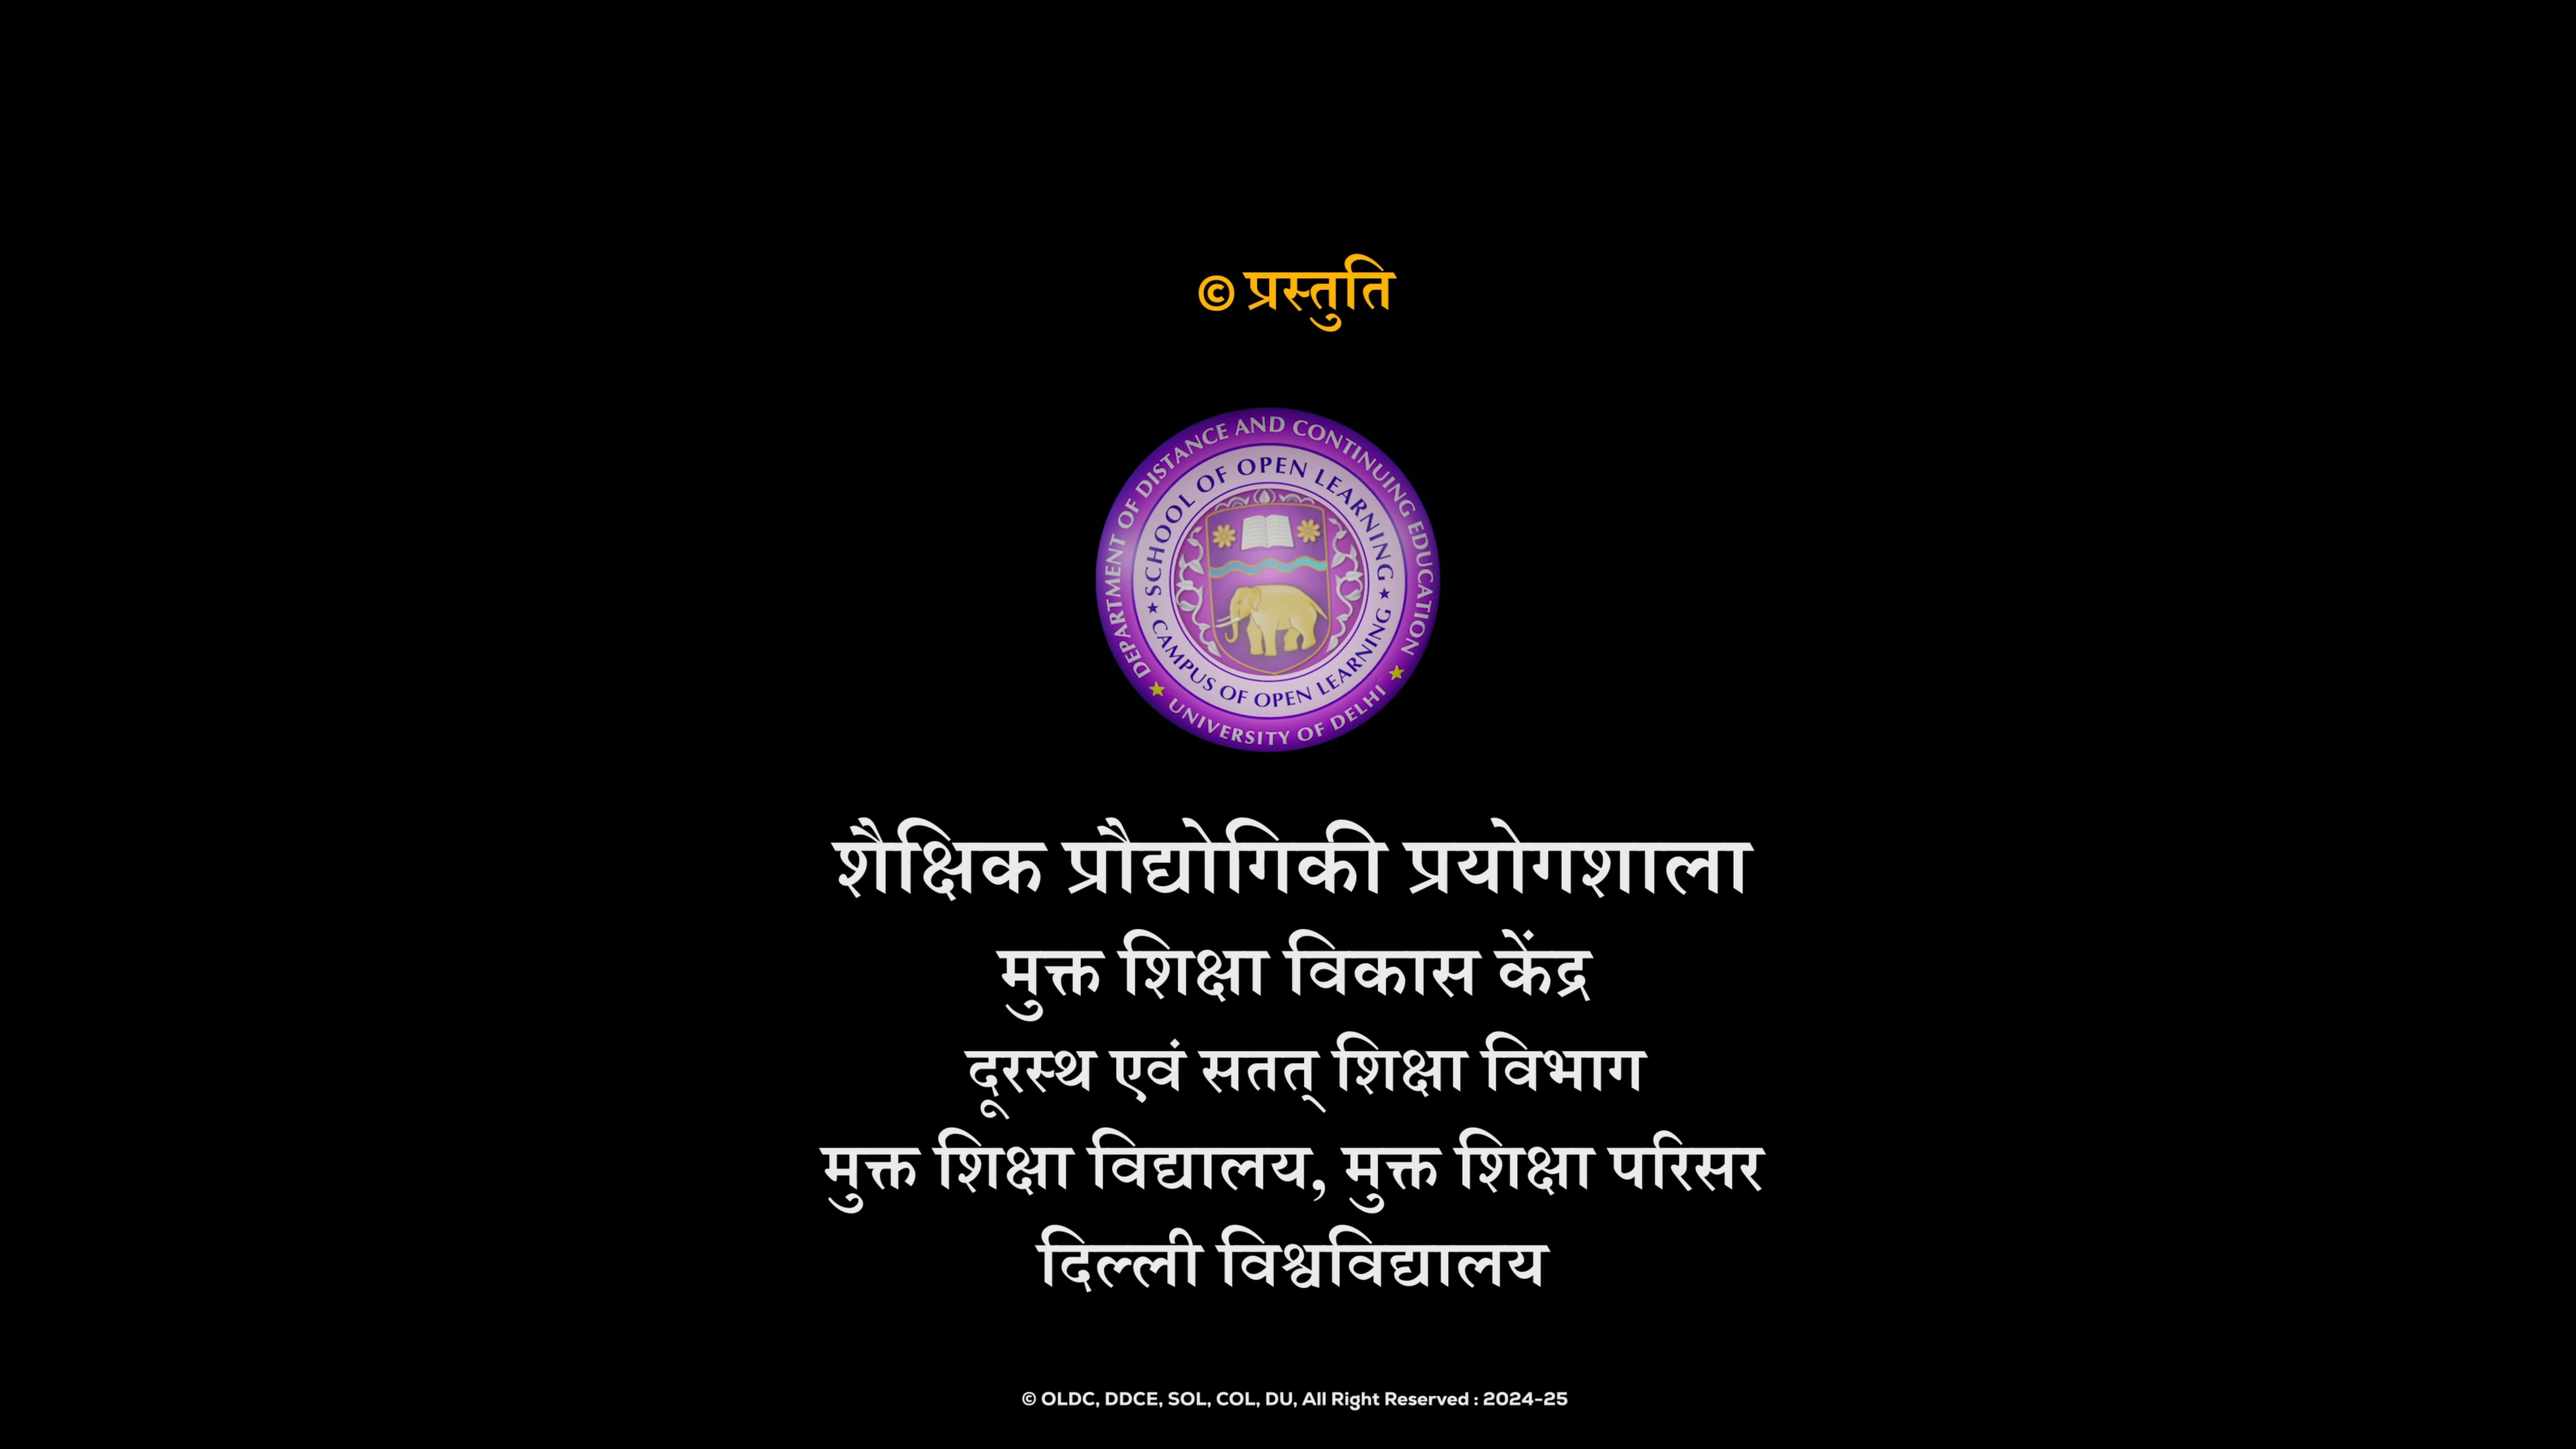 © प्रस्तुति
DEPARTMENT OF DISTANCE AND CONTINUING EDUCATION
SCHOOL OF OPEN LEARNING
CAMPUS OF OPEN LEARNING
UNIVERSITY OF DELHI
शैक्षिक प्रौद्योगिकी प्रयोगशाला
मुक्त शिक्षा विकास केंद्र
दूरस्थ एवं सतत् शिक्षा विभाग
मुक्त शिक्षा विद्यालय, मुक्त शिक्षा परिसर
दिल्ली विश्वविद्यालय
© OLDC, DDCE, SOL, COL, DU, All Right Reserved : 2024-25